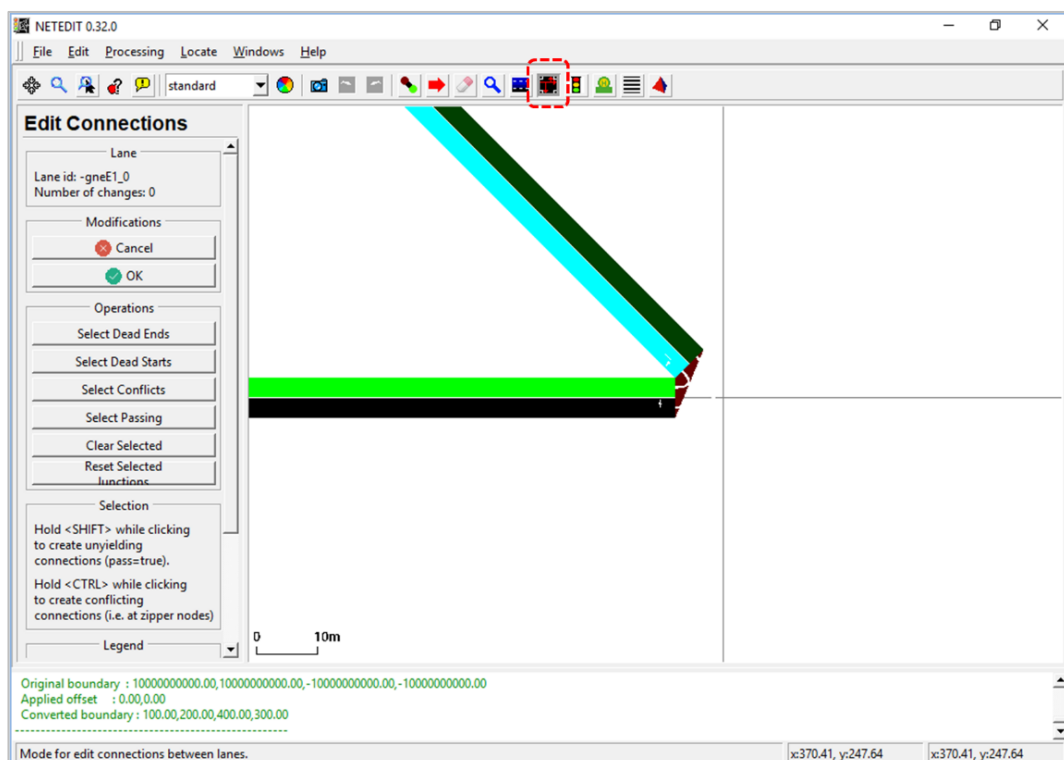 NETEDIT 0.32.0
File Edit Processing Locate Windows Help
standard
Edit Connections
Lane
Lane id: -gneE1_0
Number of changes: 0
Modifications
Cancel
OK
Operations
Select Dead Ends
Select Dead Starts
Select Conflicts
Select Passing
Clear Selected
Reset Selected
Junctions
Selection
Hold <SHIFT> while clicking
to create unyielding
connections (pass=true).
Hold <CTRL> while clicking
to create conflicting
connections (i.e. at zipper nodes)
Legend
0 10m
Original boundary : 10000000000.00,10000000000.00,-10000000000.00,-10000000000.00
Applied offset : 0.00,0.00
Converted boundary : 100.00,200.00,400.00,300.00
-----------------------------------------------------
Mode for edit connections between lanes.
x:370.41, y:247.64
x:370.41, y:247.64